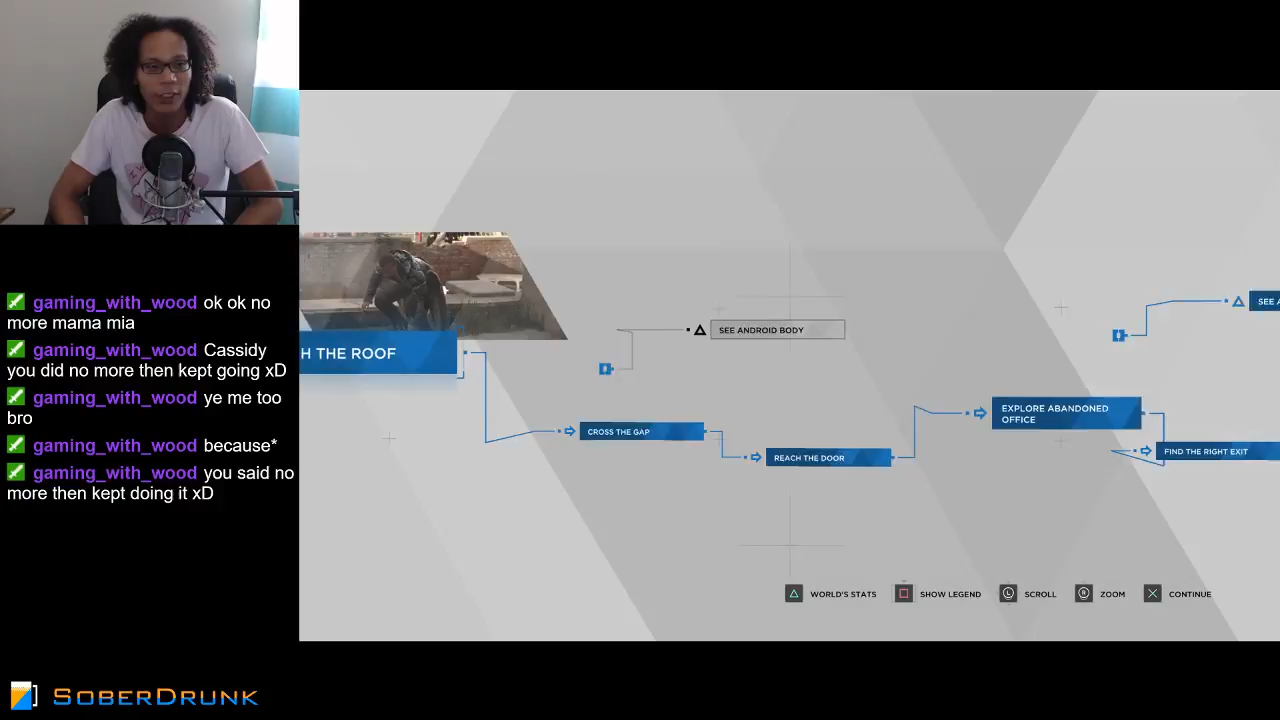 gaming_with_wood ok ok no
more mama mia
gaming_with_wood Cassidy
you did no more then kept going xD
gaming_with_wood ye me too
bro
gaming_with_wood because*
gaming_with_wood you said no
more then kept doing it xD
SOBERDRUNK
H THE ROOF
SEE ANDROID BODY
CROSS THE GAP
REACH THE DOOR
EXPLORE ABANDONED
OFFICE
SEE A
FIND THE RIGHT EXIT
WORLD'S STATS
SHOW LEGEND
L SCROLL
R ZOOM
CONTINUE